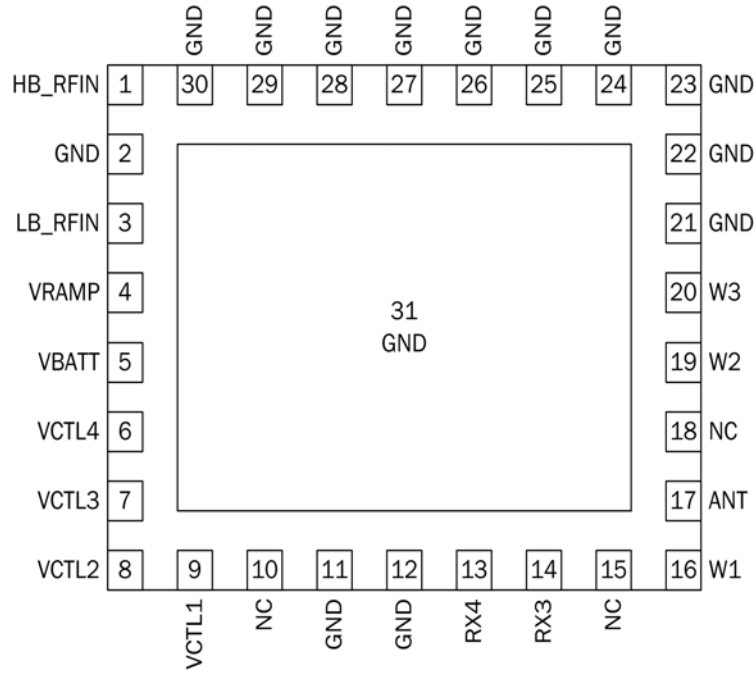 GND GND GND GND GND GND GND
HB_RFIN 1 30 29 28 27 26 25 24 23 GND
GND 2 22 GND
LB_RFIN 3 21 GND
VRAMP 4 20 W3
31
GND
VBATT 5 19 W2
VCTL4 6 18 NC
VCTL3 7 17 ANT
VCTL2 8 9 10 11 12 13 14 15 16 W1
VCTL1 NC GND GND RX4 RX3 NC